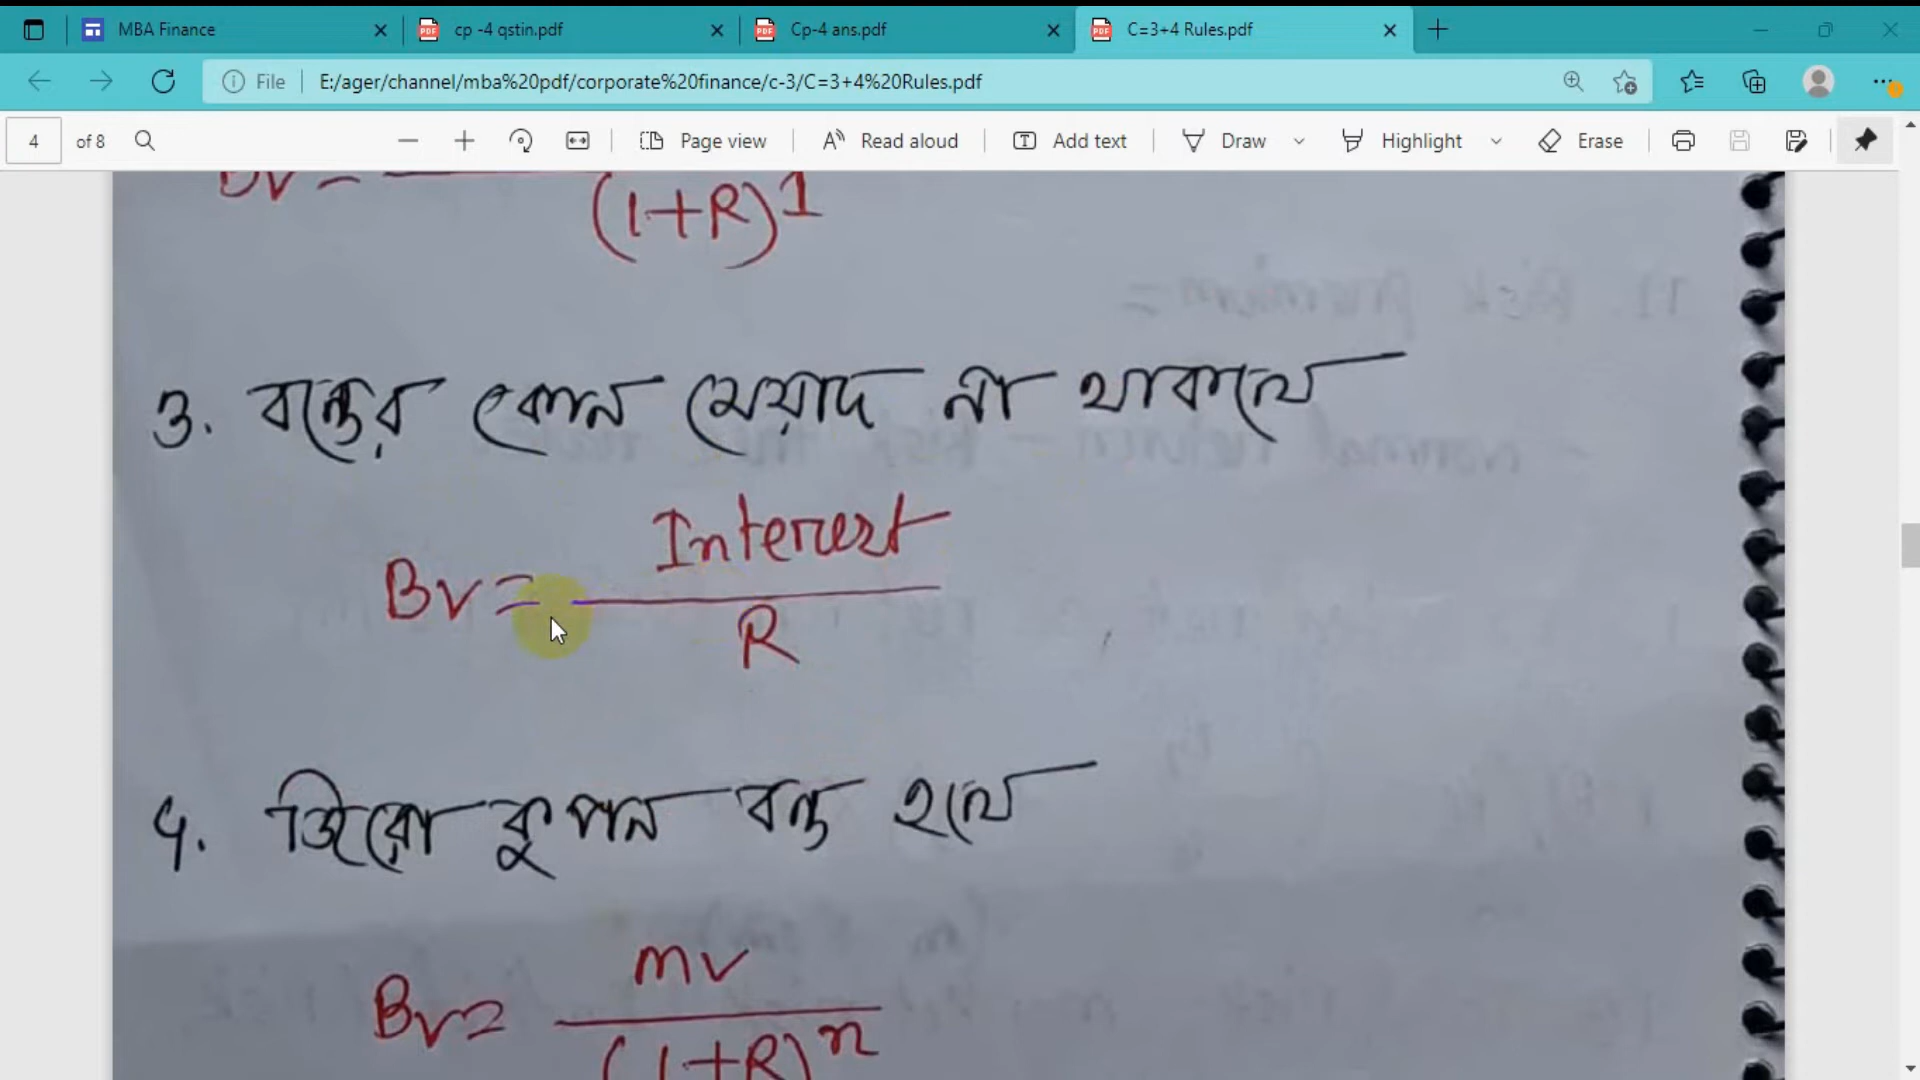 MBA Finance
cp -4 qstin.pdf
Cp-4 ans.pdf
C=3+4 Rules.pdf
File
E:/ager/channel/mba%20pdf/corporate%20finance/c-3/C=3+4%20Rules.pdf
4 of 8
Page view
Read aloud
Add text
Draw
Highlight
Erase
BV =
(1+R)1
৩. বন্ডের কোন মেয়াদ না থাকলে
Interest
BV =
R
৪. জিরো কুপন বন্ড হলে
mv
BV =
(1+R)n